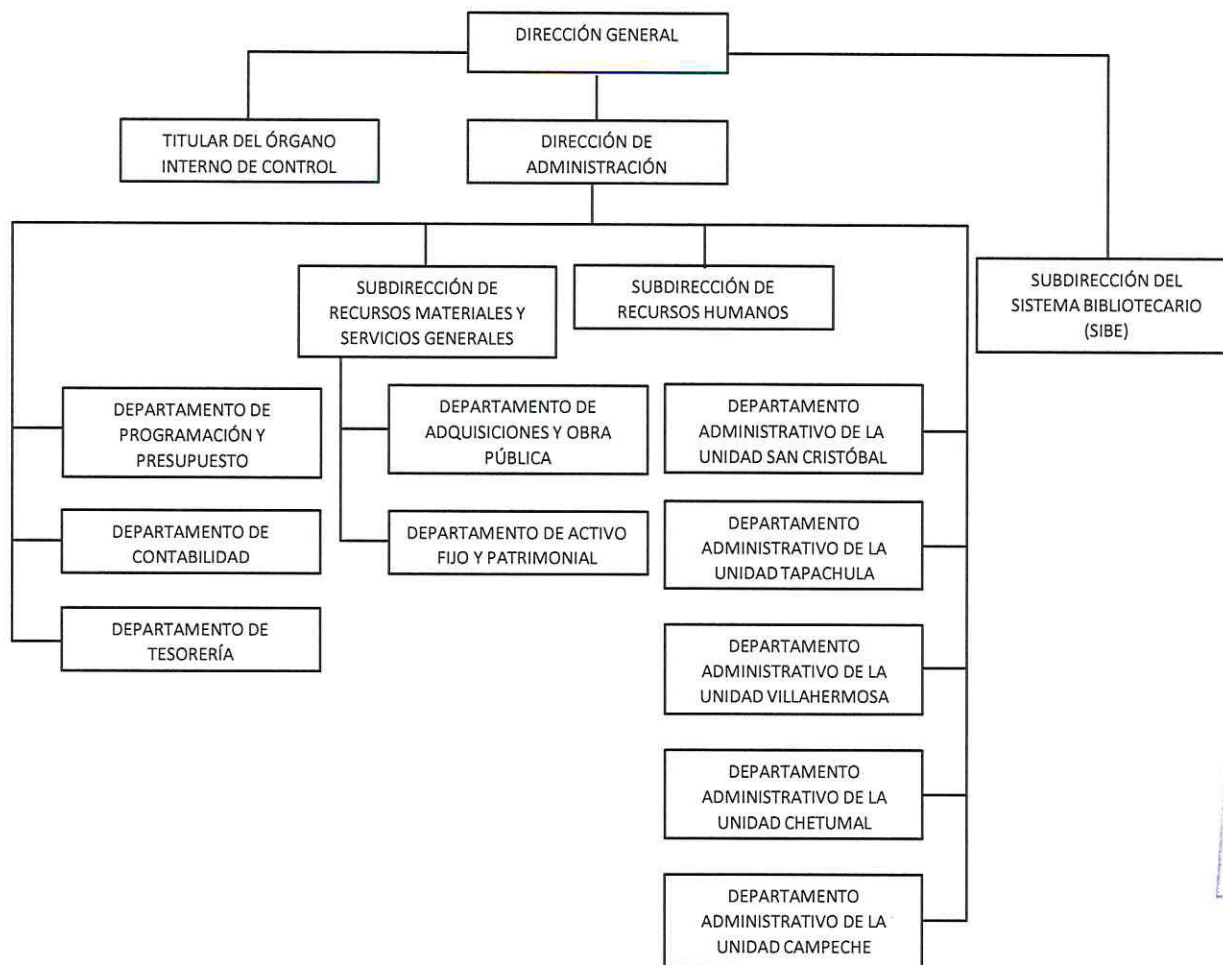 DIRECCIÓN GENERAL
TITULAR DEL ÓRGANO
INTERNO DE CONTROL
DIRECCIÓN DE
ADMINISTRACIÓN
SUBDIRECCIÓN DE
RECURSOS MATERIALES Y
SERVICIOS GENERALES
SUBDIRECCIÓN DE
RECURSOS HUMANOS
SUBDIRECCIÓN DEL
SISTEMA BIBLIOTECARIO
(SIBE)
DEPARTAMENTO DE
PROGRAMACIÓN Y
PRESUPUESTO
DEPARTAMENTO DE
CONTABILIDAD
DEPARTAMENTO DE
TESORERÍA
DEPARTAMENTO DE
ADQUISICIONES Y OBRA
PÚBLICA
DEPARTAMENTO DE ACTIVO
FIJO Y PATRIMONIAL
DEPARTAMENTO
ADMINISTRATIVO DE LA
UNIDAD SAN CRISTÓBAL
DEPARTAMENTO
ADMINISTRATIVO DE LA
UNIDAD TAPACHULA
DEPARTAMENTO
ADMINISTRATIVO DE LA
UNIDAD VILLAHERMOSA
DEPARTAMENTO
ADMINISTRATIVO DE LA
UNIDAD CHETUMAL
DEPARTAMENTO
ADMINISTRATIVO DE LA
UNIDAD CAMPECHE